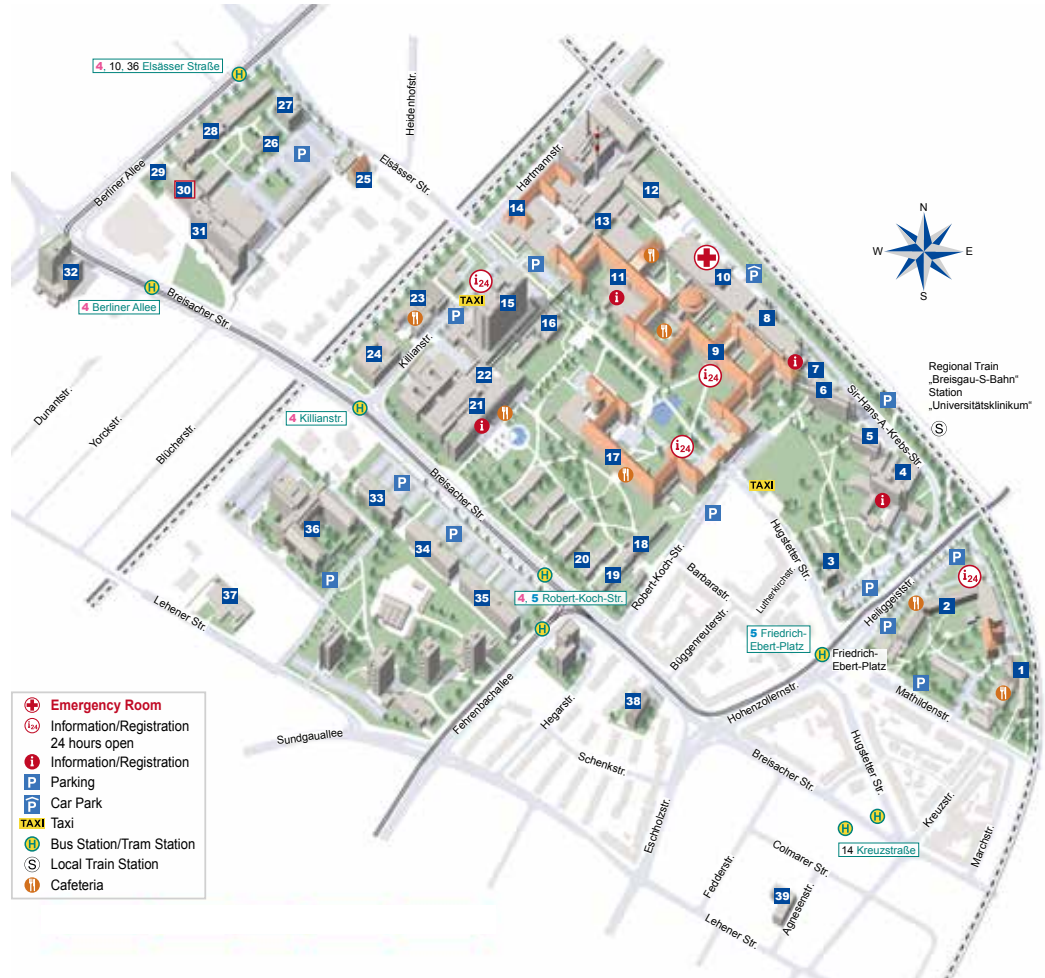 4, 10, 36 Elsässer Straße
Heidenhofstr.
27
28
26
Berliner Allee
Elsässer Str.
Hartmannstr.
29
25
30
12
14
13
31
N
W
E
S
32
11
10
i24
15
23
TAXI
8
16
4 Berliner Allee
Breisacher Str.
9
24
Killianstr.
7
22
i24
6
Regional Train
„Breisgau-S-Bahn"
Station
„Universitätsklinikum"
Sir-Hans-A.-Krebs-Str
Dunantstr.
Yorckstr.
Blücherstr.
4 Killianstr.
21
5
i24
17
4
TAXI
Breisacher Str.
33
36
Hugstetter Str.
34
18
20
3
19
Robert-Koch-Str.
Barbarastr.
Lutherkirchstr.
Heiliggeiststr.
i24
37
Lehener Str.
35
4, 5 Robert-Koch-Str.
2
Büggenreuterstr.
5 Friedrich-
Ebert-Platz
Friedrich-
Ebert-Platz
1
Mathildenstr.
Fehrenbachallee
Hegarstr.
38
Hohenzollernstr.
Sundgauallee
Schenkstr.
Breisacher Str.
Hugstetter Str.
Eschholzstr.
Kreuzstr.
Marchstr.
14 Kreuzstraße
Colmarer Str.
Fedderstr.
39
Agnesenstr.
Lehener Str.
Emergency Room
i24 Information/Registration
24 hours open
i Information/Registration
P Parking
P Car Park
TAXI Taxi
H Bus Station/Tram Station
S Local Train Station
Cafeteria